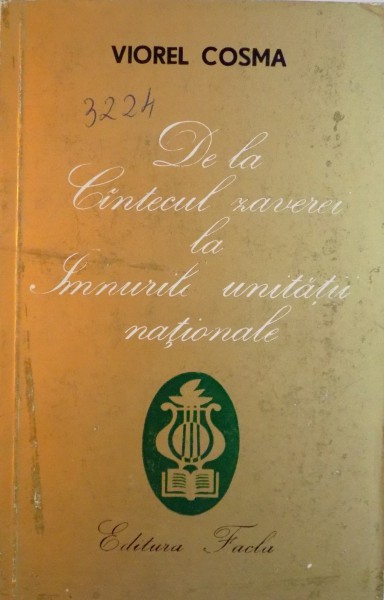 VIOREL COSMA
3224
De la
Cîntecul zaverei
la
Imnurile unității
naționale
Editura Facla